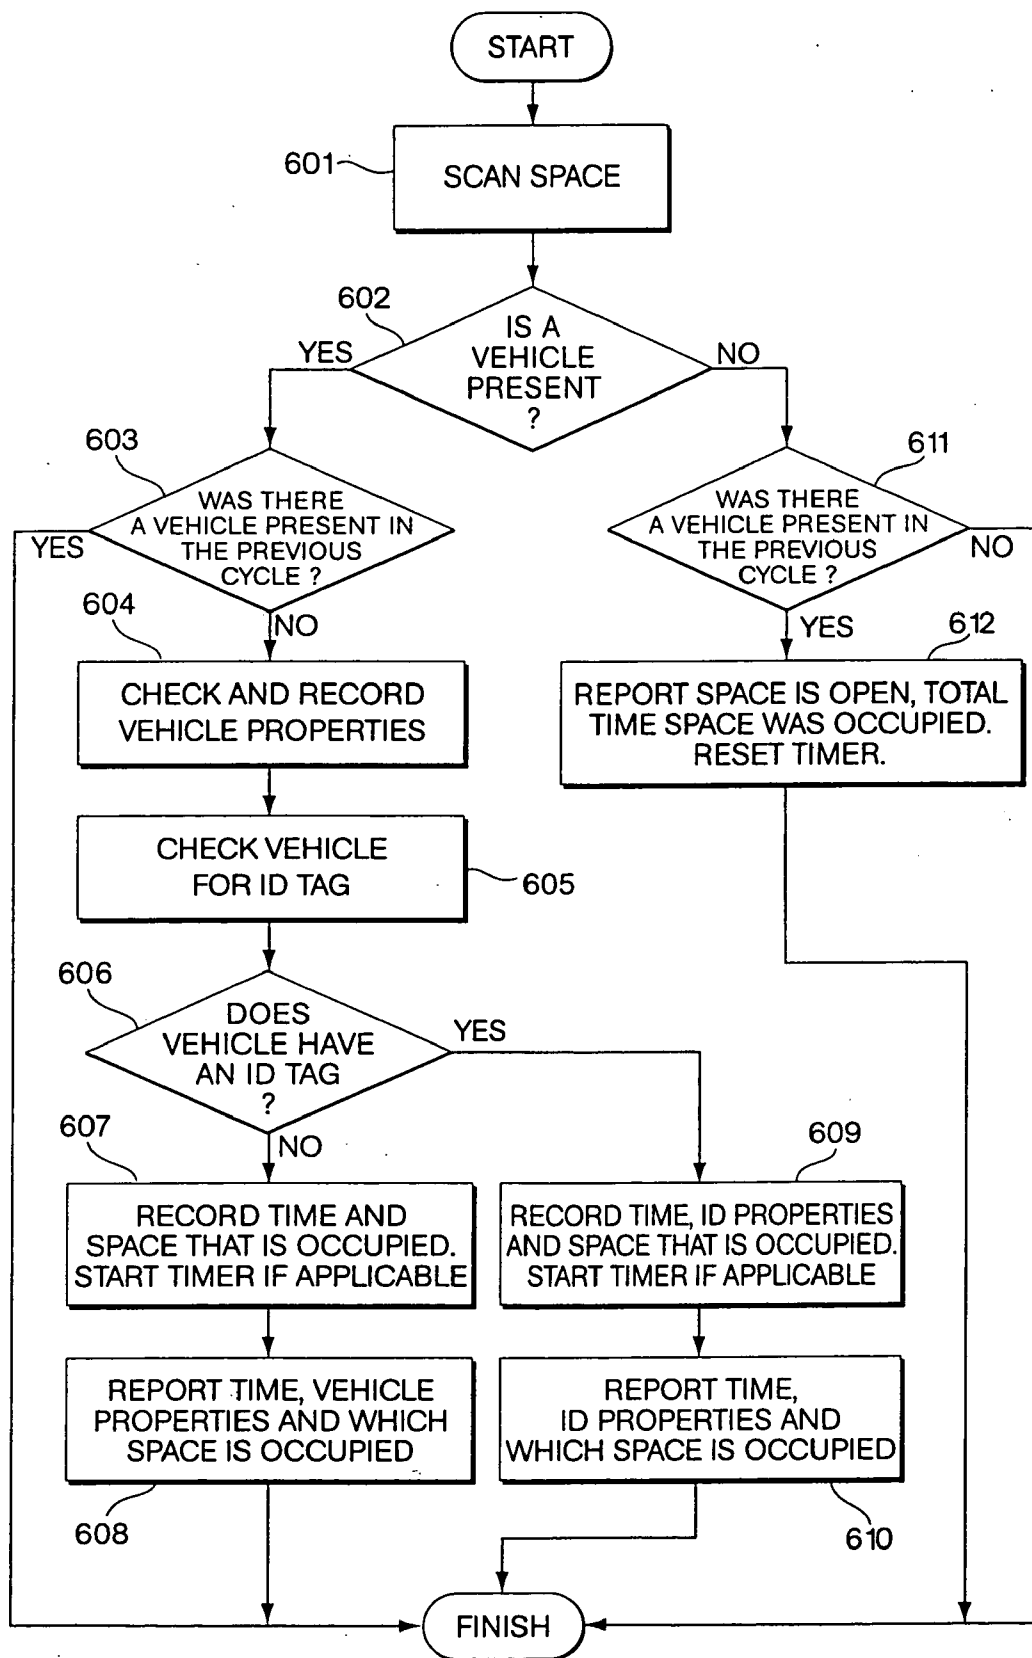 START
601
SCAN SPACE
602
IS A
VEHICLE
PRESENT
?
YES
NO
603
WAS THERE
A VEHICLE PRESENT IN
THE PREVIOUS
CYCLE ?
YES
NO
611
WAS THERE
A VEHICLE PRESENT IN
THE PREVIOUS
CYCLE ?
NO
YES
604
CHECK AND RECORD
VEHICLE PROPERTIES
612
REPORT SPACE IS OPEN, TOTAL
TIME SPACE WAS OCCUPIED.
RESET TIMER.
CHECK VEHICLE
FOR ID TAG
605
606
DOES
VEHICLE HAVE
AN ID TAG
?
YES
NO
607
RECORD TIME AND
SPACE THAT IS OCCUPIED.
START TIMER IF APPLICABLE
609
RECORD TIME, ID PROPERTIES
AND SPACE THAT IS OCCUPIED.
START TIMER IF APPLICABLE
REPORT TIME, VEHICLE
PROPERTIES AND WHICH
SPACE IS OCCUPIED
608
REPORT TIME,
ID PROPERTIES AND
WHICH SPACE IS OCCUPIED
610
FINISH